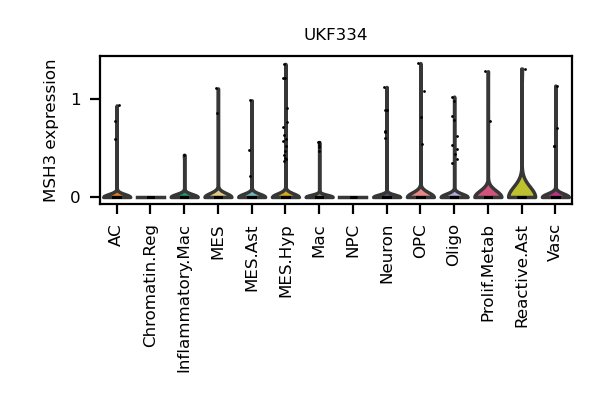 UKF334
MSH3 expression
1
0
AC
Chromatin.Reg
Inflammatory.Mac
MES
MES.Ast
MES.Hyp
Mac
NPC
Neuron
OPC
Oligo
Prolif.Metab
Reactive.Ast
Vasc